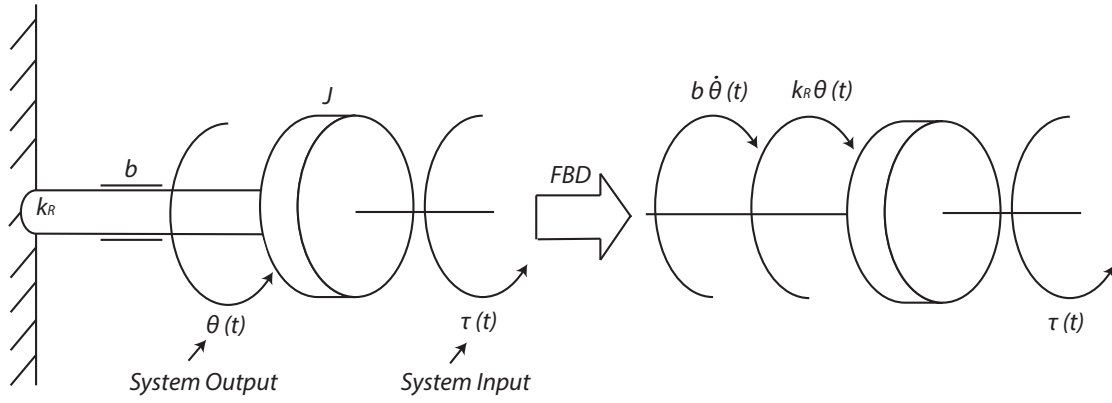 J
b θ̇ (t)
kR θ (t)
b
FBD
kR
θ (t)
τ (t)
τ (t)
System Output
System Input